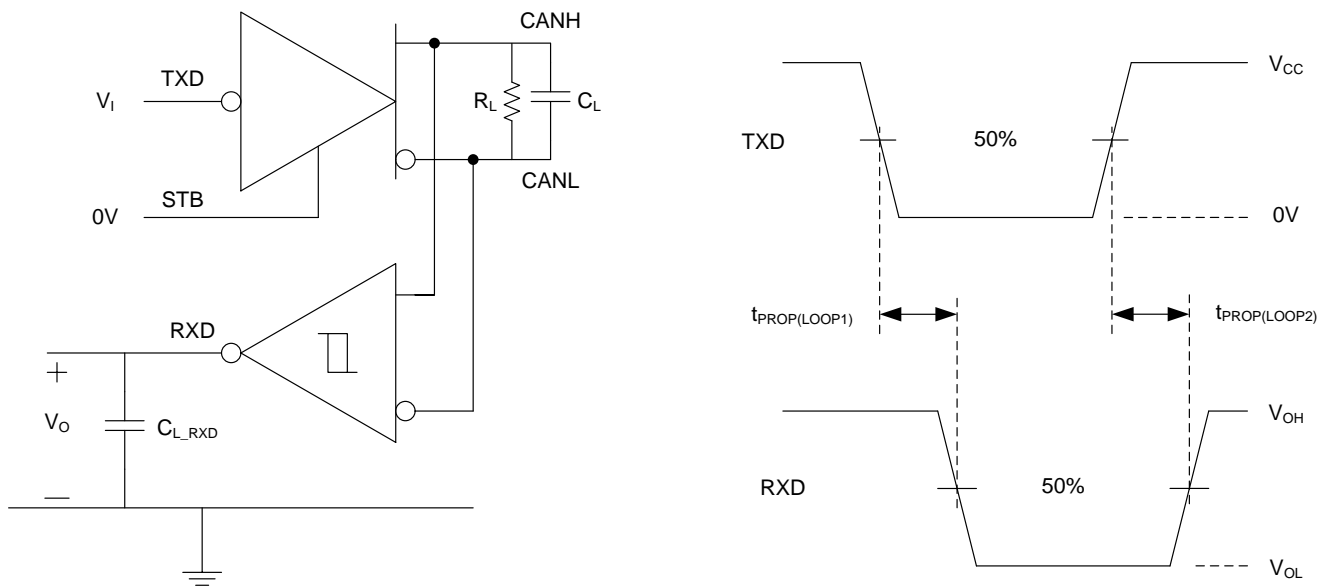 CANH
TXD
V_I
R_L
C_L
CANL
STB
0V
RXD
+
V_O
C_L_RXD
—
V_CC
TXD
50%
0V
t_PROP(LOOP1)
t_PROP(LOOP2)
V_OH
RXD
50%
V_OL